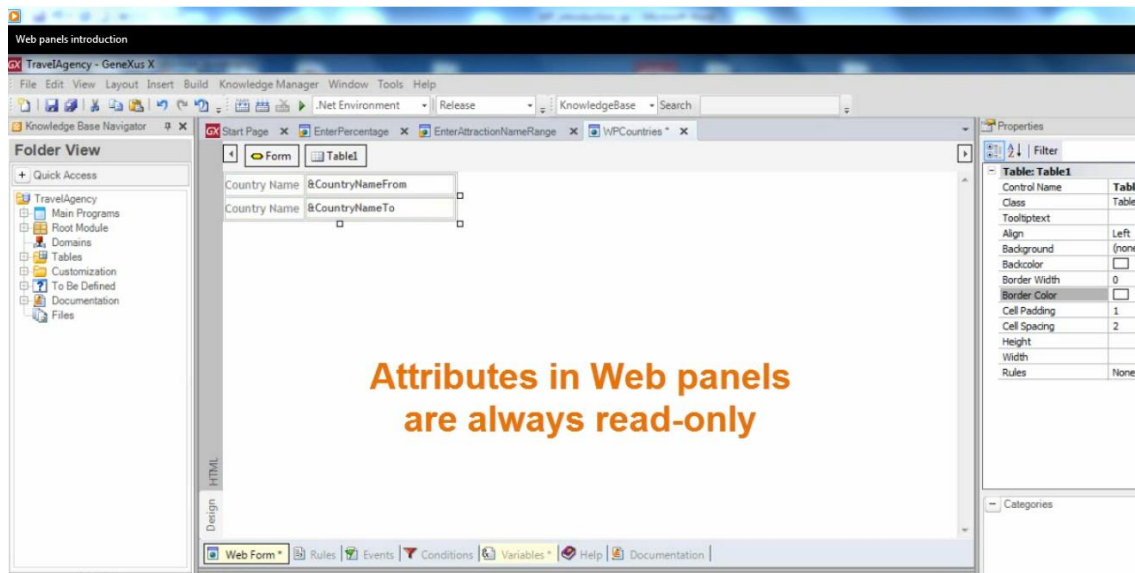 Web panels introduction
TravelAgency - GeneXus X
File Edit View Layout Insert Build Knowledge Manager Window Tools Help
.Net Environment Release KnowledgeBase Search
Knowledge Base Navigator
Start Page EnterPercentage EnterAttractionNameRange WPCountries *
Properties
Folder View
Form Table1
Filter
Quick Access
Country Name &CountryNameFrom
Country Name &CountryNameTo
TravelAgency
Main Programs
Root Module
Domains
Tables
Customization
To Be Defined
Documentation
Files
Table: Table1
Control Name Tabl
Class Table
Tooltiptext
Align Left
Background (none
Backcolor
Border Width 0
Border Color
Cell Padding 1
Cell Spacing 2
Height
Width
Rules None
Attributes in Web panels
are always read-only
HTML
Design
Categories
Web Form * Rules Events Conditions Variables * Help Documentation